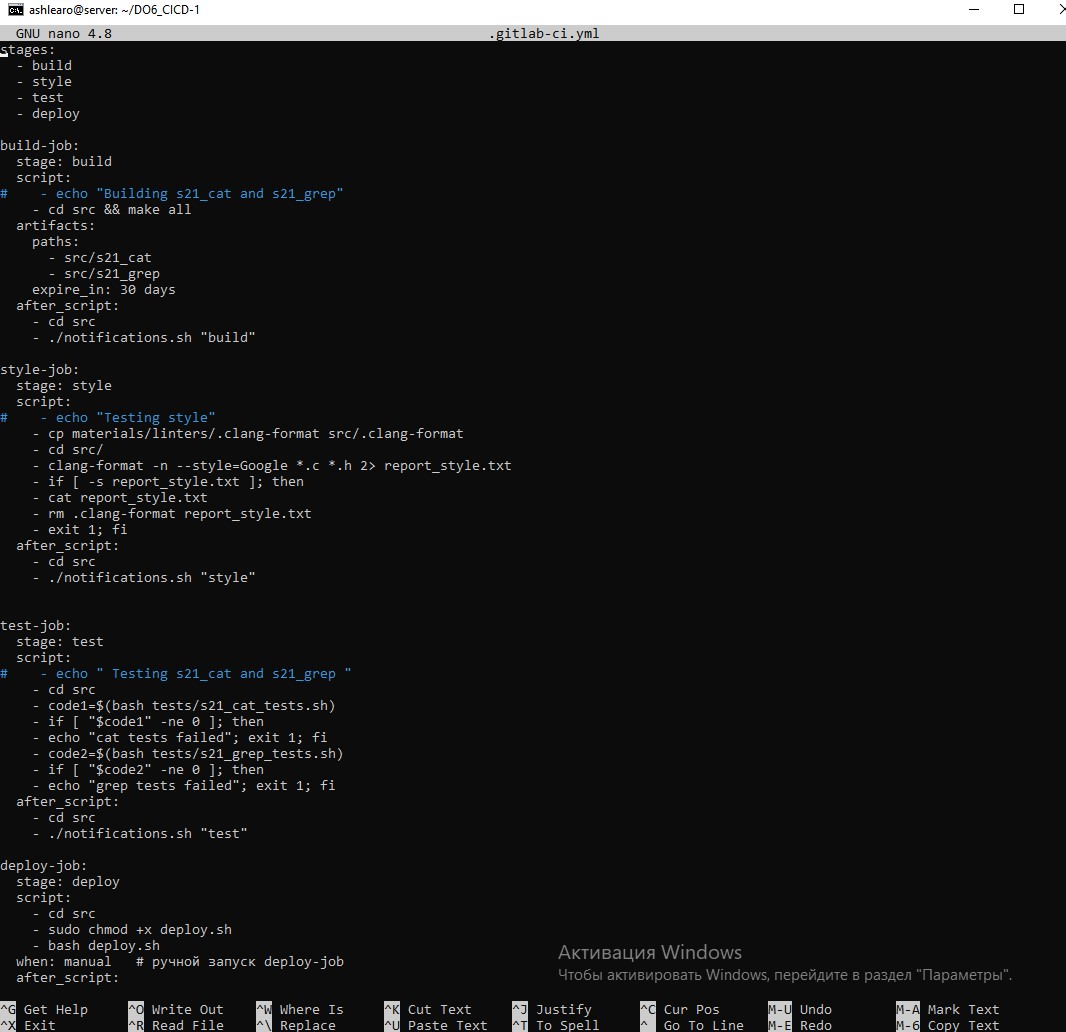 ashlearo@server: ~/DO6_CICD-1
GNU nano 4.8 .gitlab-ci.yml
stages:
  - build
  - style
  - test
  - deploy

build-job:
  stage: build
  script:
#    - echo "Building s21_cat and s21_grep"
    - cd src && make all
  artifacts:
    paths:
      - src/s21_cat
      - src/s21_grep
    expire_in: 30 days
  after_script:
    - cd src
    - ./notifications.sh "build"

style-job:
  stage: style
  script:
#    - echo "Testing style"
    - cp materials/linters/.clang-format src/.clang-format
    - cd src/
    - clang-format -n --style=Google *.c *.h 2> report_style.txt
    - if [ -s report_style.txt ]; then
    - cat report_style.txt
    - rm .clang-format report_style.txt
    - exit 1; fi
  after_script:
    - cd src
    - ./notifications.sh "style"

test-job:
  stage: test
  script:
#    - echo " Testing s21_cat and s21_grep "
    - cd src
    - code1=$(bash tests/s21_cat_tests.sh)
    - if [ "$code1" -ne 0 ]; then
    - echo "cat tests failed"; exit 1; fi
    - code2=$(bash tests/s21_grep_tests.sh)
    - if [ "$code2" -ne 0 ]; then
    - echo "grep tests failed"; exit 1; fi
  after_script:
    - cd src
    - ./notifications.sh "test"

deploy-job:
  stage: deploy
  script:
    - cd src
    - sudo chmod +x deploy.sh
    - bash deploy.sh
  when: manual   # ручной запуск deploy-job
  after_script:
Активация Windows
Чтобы активировать Windows, перейдите в раздел "Параметры".
^G Get Help ^O Write Out ^W Where Is ^K Cut Text ^J Justify ^C Cur Pos M-U Undo M-A Mark Text
^X Exit ^R Read File ^\ Replace ^U Paste Text ^T To Spell ^_ Go To Line M-E Redo M-6 Copy Text